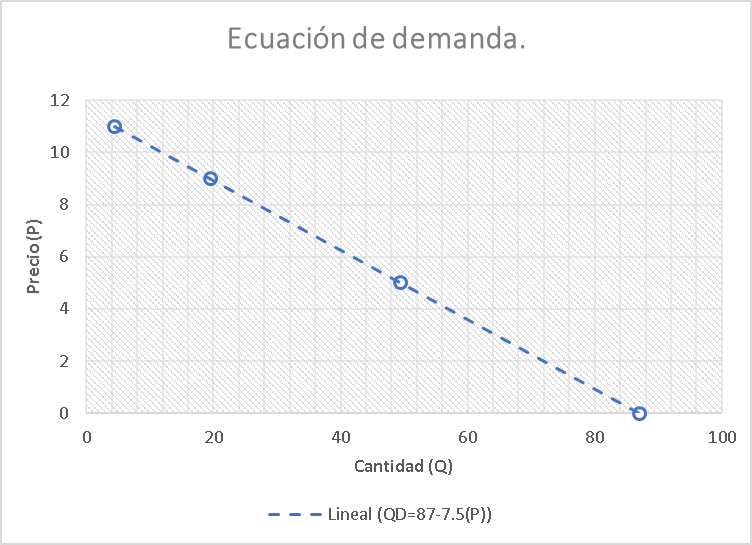 Ecuación de demanda.
12
10
8
6
4
2
0
Precio (P)
0 20 40 60 80 100
Cantidad (Q)
Lineal (QD=87-7.5(P))